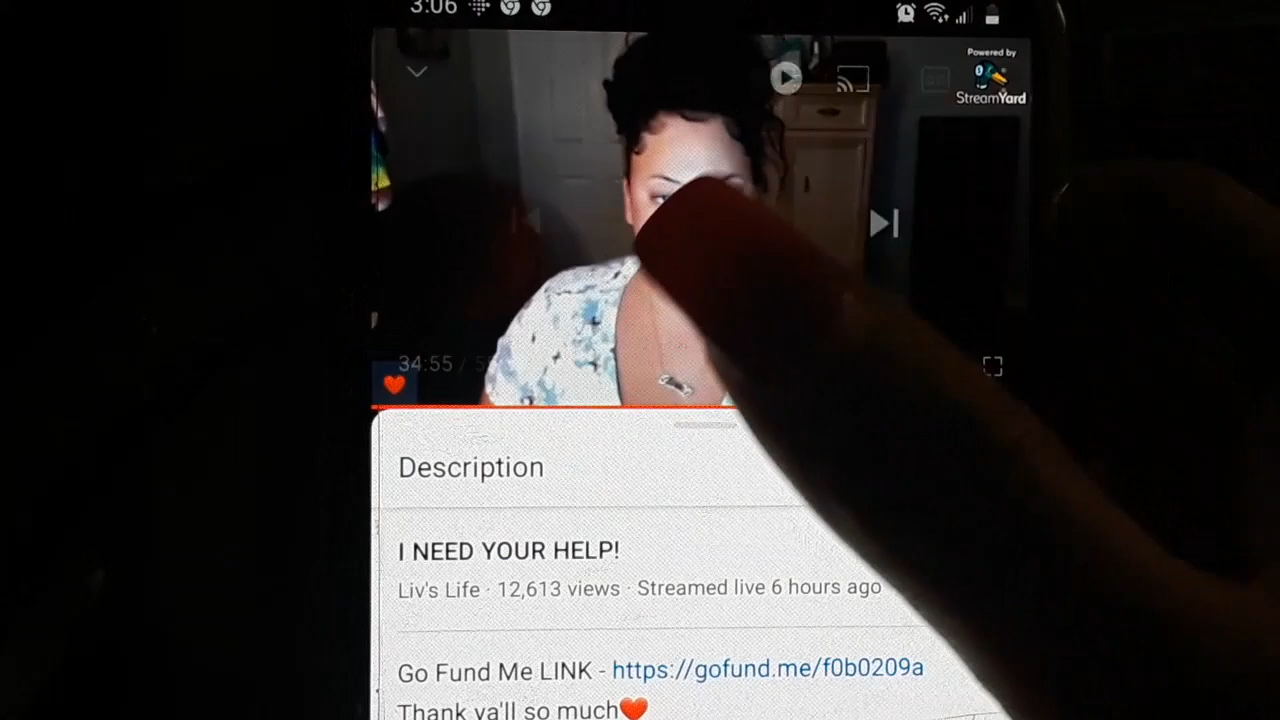 3:06
Powered by
StreamYard
34:55 / 5
Description
I NEED YOUR HELP!
Liv's Life · 12,613 views · Streamed live 6 hours ago
Go Fund Me LINK - https://gofund.me/f0b0209a
Thank ya'll so much❤️